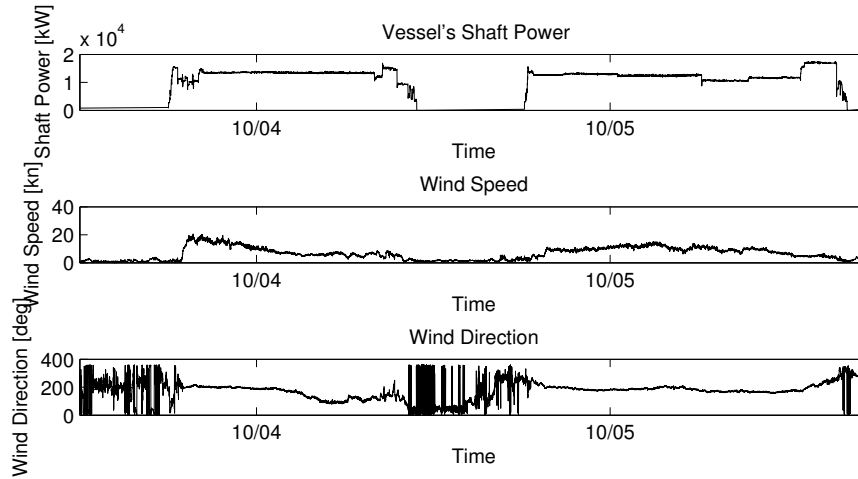 Vessel's Shaft Power
x 10^4
Shaft Power [kW]
2
1
0
10/04
10/05
Time
Wind Speed
Wind Speed [kn]
40
20
0
10/04
10/05
Time
Wind Direction
Wind Direction [deg]
400
200
0
10/04
10/05
Time